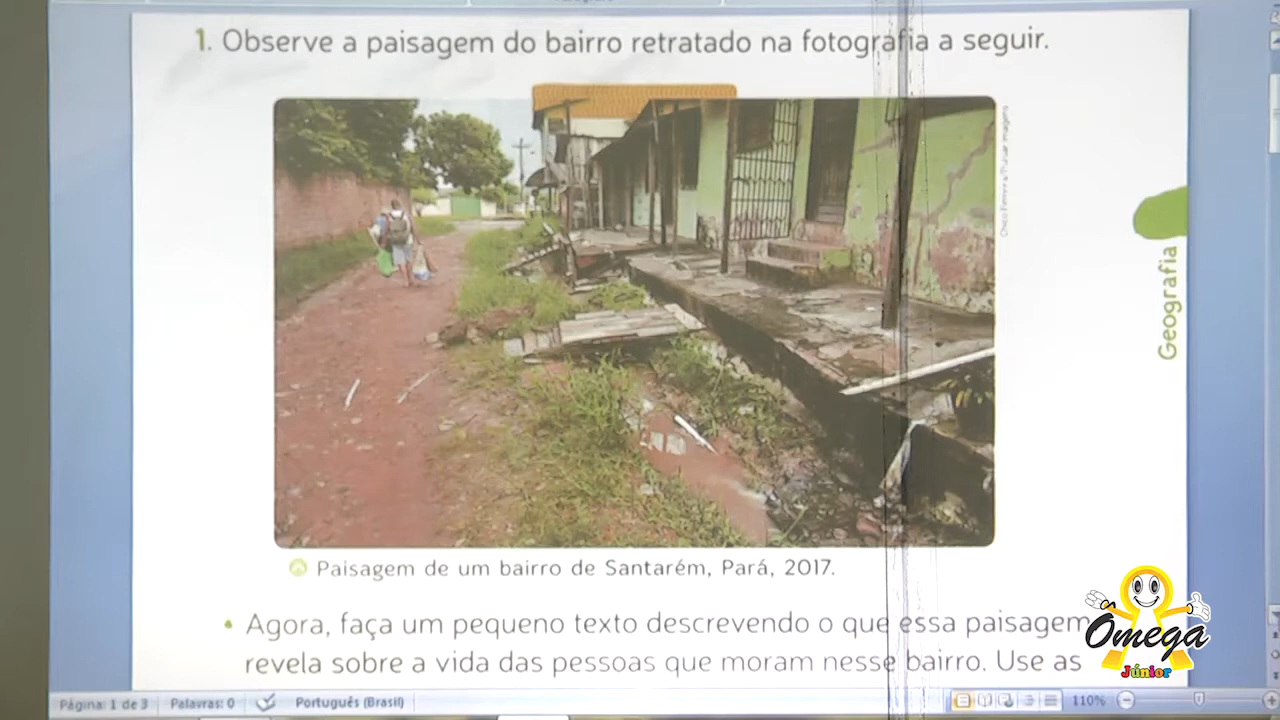 1. Observe a paisagem do bairro retratado na fotografia a seguir.
Geografia
Paisagem de um bairro de Santarém, Pará, 2017.
• Agora, faça um pequeno texto descrevendo o que essa paisagem
revela sobre a vida das pessoas que moram nesse bairro. Use as
Omega
Júnior
Página: 1 de 3 Palavras: 0 Português (Brasil) 110%